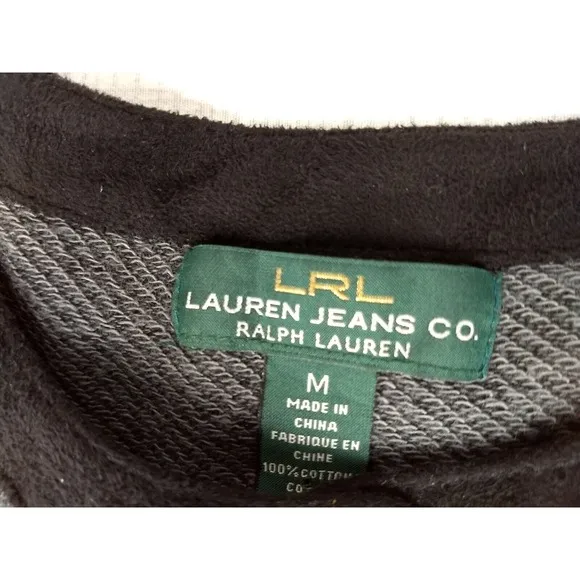 LRL
LAUREN JEANS CO.
RALPH LAUREN
M
MADE IN
CHINA
FABRIQUE EN
CHINE
100% COTTON